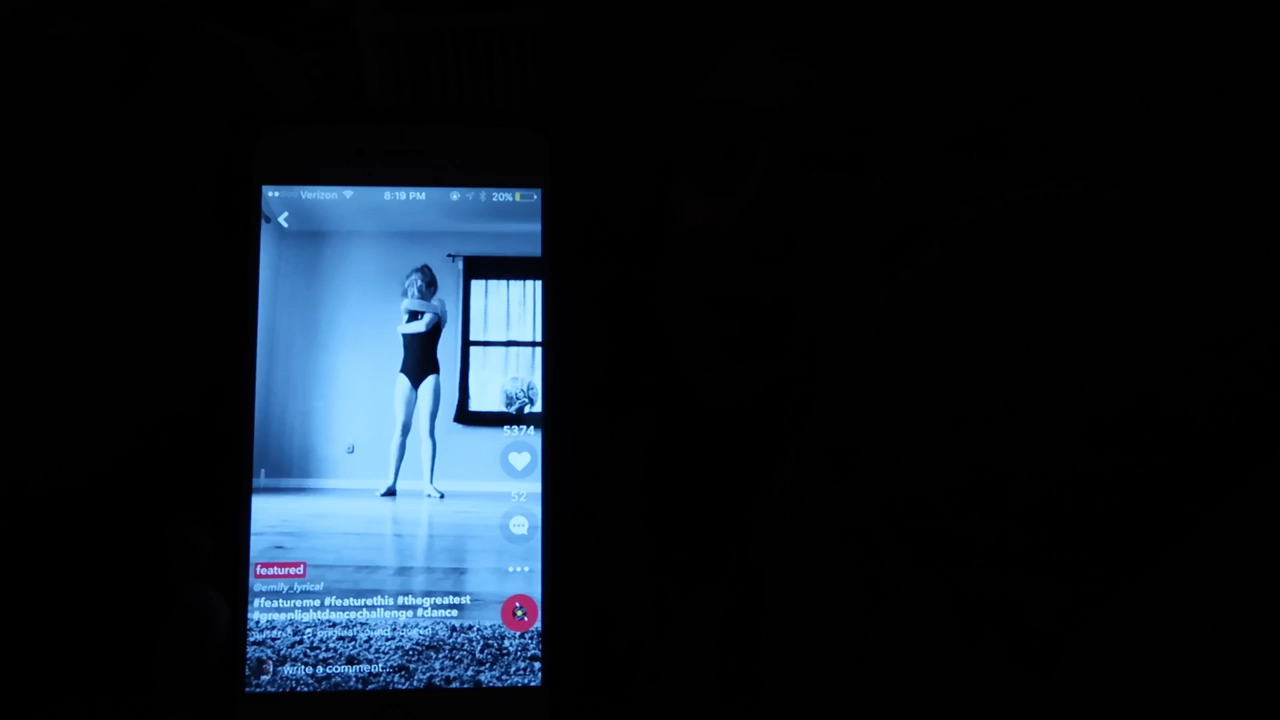 Verizon 8:19 PM 20%
5374
52
featured
@emily_lyrical
#featureme #featurethis #thegreatest
#greenlightdancechallenge #dance
write a comment...